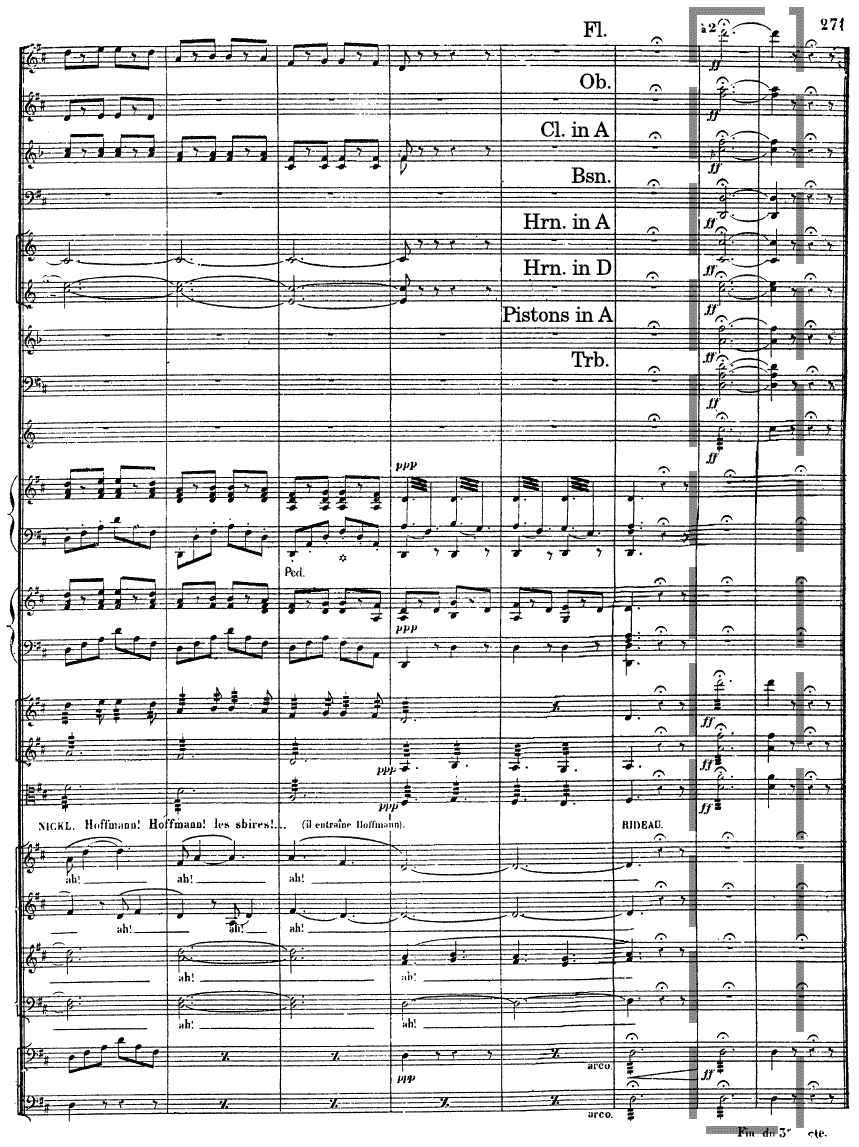 271
Fl.
à 2
ff
Ob.
ff
Cl. in A
ff
Bsn.
ff
Hrn. in A
ff
Hrn. in D
ff
Pistons in A
ff
Trb.
ff
ff
ppp
Ped.
ppp
ff
ppp
ff
ppp
ff
NICKL. Hoffmann! Hoffmann! les sbires!... (il entraîne Hoffmann). RIDEAU.
ah! ah! ah!
ah! ah! ah!
ah! ah!
ah! ah!
ppp
arco.
ff
arco.
Fin du 3e